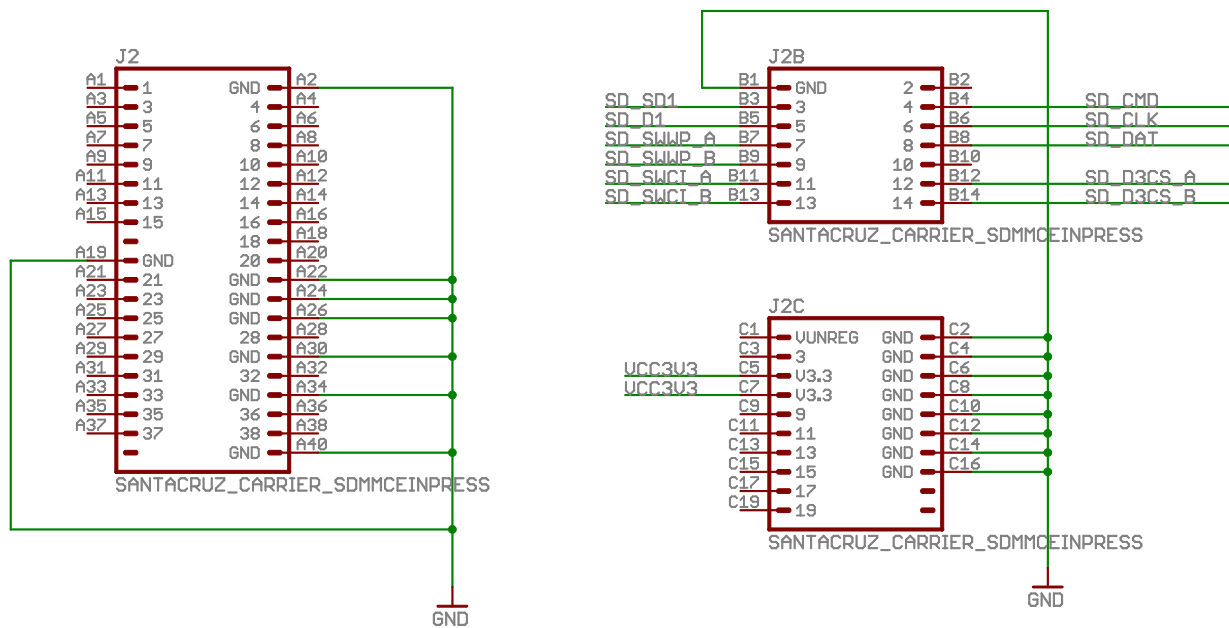 J2
A1 1 GND A2
A3 3 4 A4
A5 5 6 A6
A7 7 8 A8
A9 9 10 A10
A11 11 12 A12
A13 13 14 A14
A15 15 16 A16
18 A18
A19 GND 20 A20
A21 21 GND A22
A23 23 GND A24
A25 25 GND A26
A27 27 28 A28
A29 29 GND A30
A31 31 32 A32
A33 33 GND A34
A35 35 36 A36
A37 37 38 A38
GND A40
SANTACRUZ_CARRIER_SDMMCEINPRESS
GND
J2B
B1 GND 2 B2
SD_SD1 B3 3 4 B4 SD_CMD
SD_D1 B5 5 6 B6 SD_CLK
SD_SWWP_A B7 7 8 B8 SD_DAT
SD_SWWP_B B9 9 10 B10
SD_SWCI_A B11 11 12 B12 SD_D3CS_A
SD_SWCI_B B13 13 14 B14 SD_D3CS_B
SANTACRUZ_CARRIER_SDMMCEINPRESS
J2C
C1 VUNREG GND C2
C3 3 GND C4
VCC3V3 C5 V3.3 GND C6
VCC3V3 C7 V3.3 GND C8
C9 9 GND C10
C11 11 GND C12
C13 13 GND C14
C15 15 GND C16
C17 17
C19 19
SANTACRUZ_CARRIER_SDMMCEINPRESS
GND